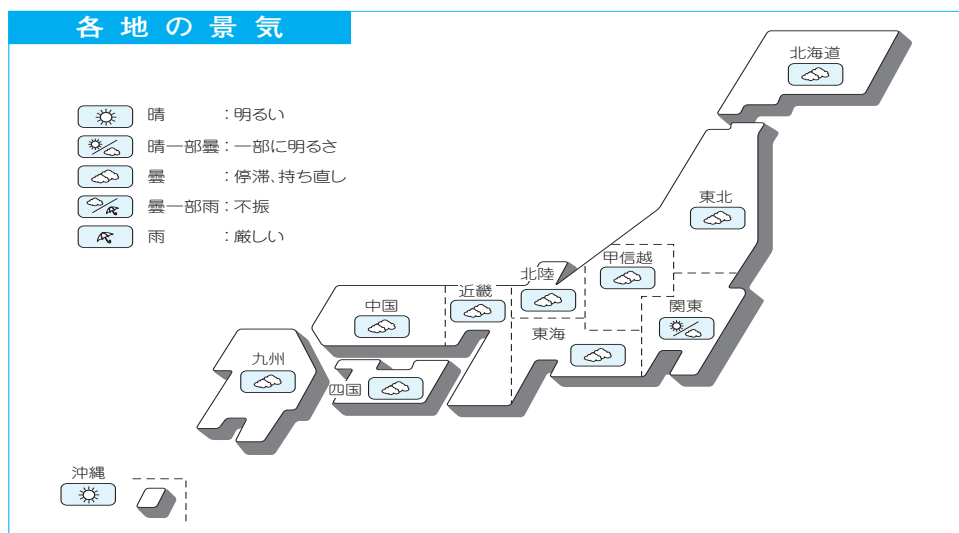 各地の景気
晴 ：明るい
晴一部曇：一部に明るさ
曇 ：停滞、持ち直し
曇一部雨：不振
雨 ：厳しい
北海道
東北
甲信越
北陸
近畿
中国
関東
東海
九州
四国
沖縄